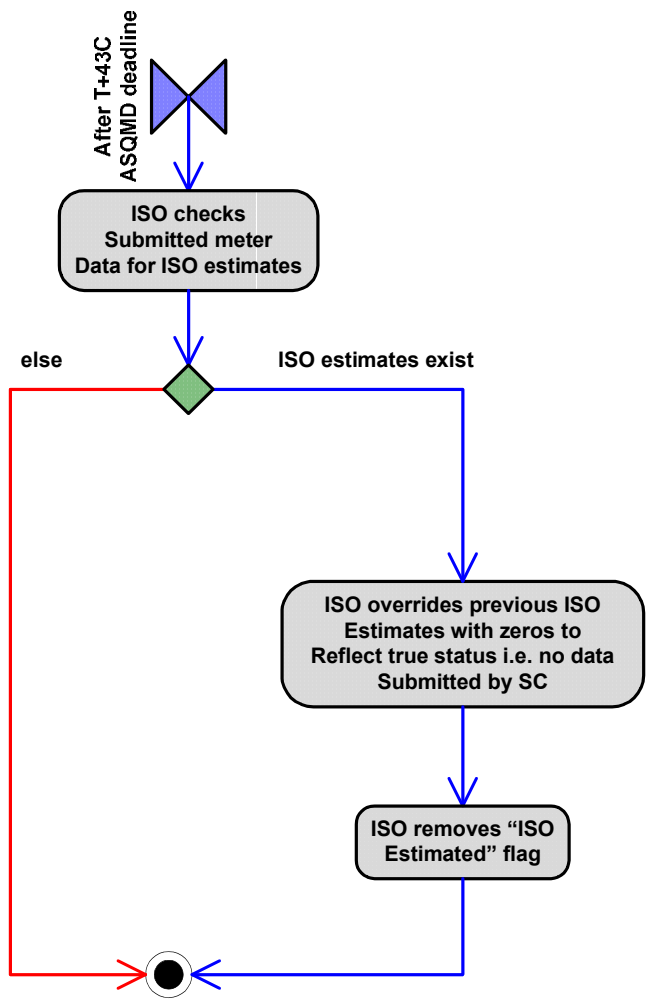 After T+43C
ASQMD deadline
ISO checks
Submitted meter
Data for ISO estimates
else
ISO estimates exist
ISO overrides previous ISO
Estimates with zeros to
Reflect true status i.e. no data
Submitted by SC
ISO removes “ISO
Estimated” flag